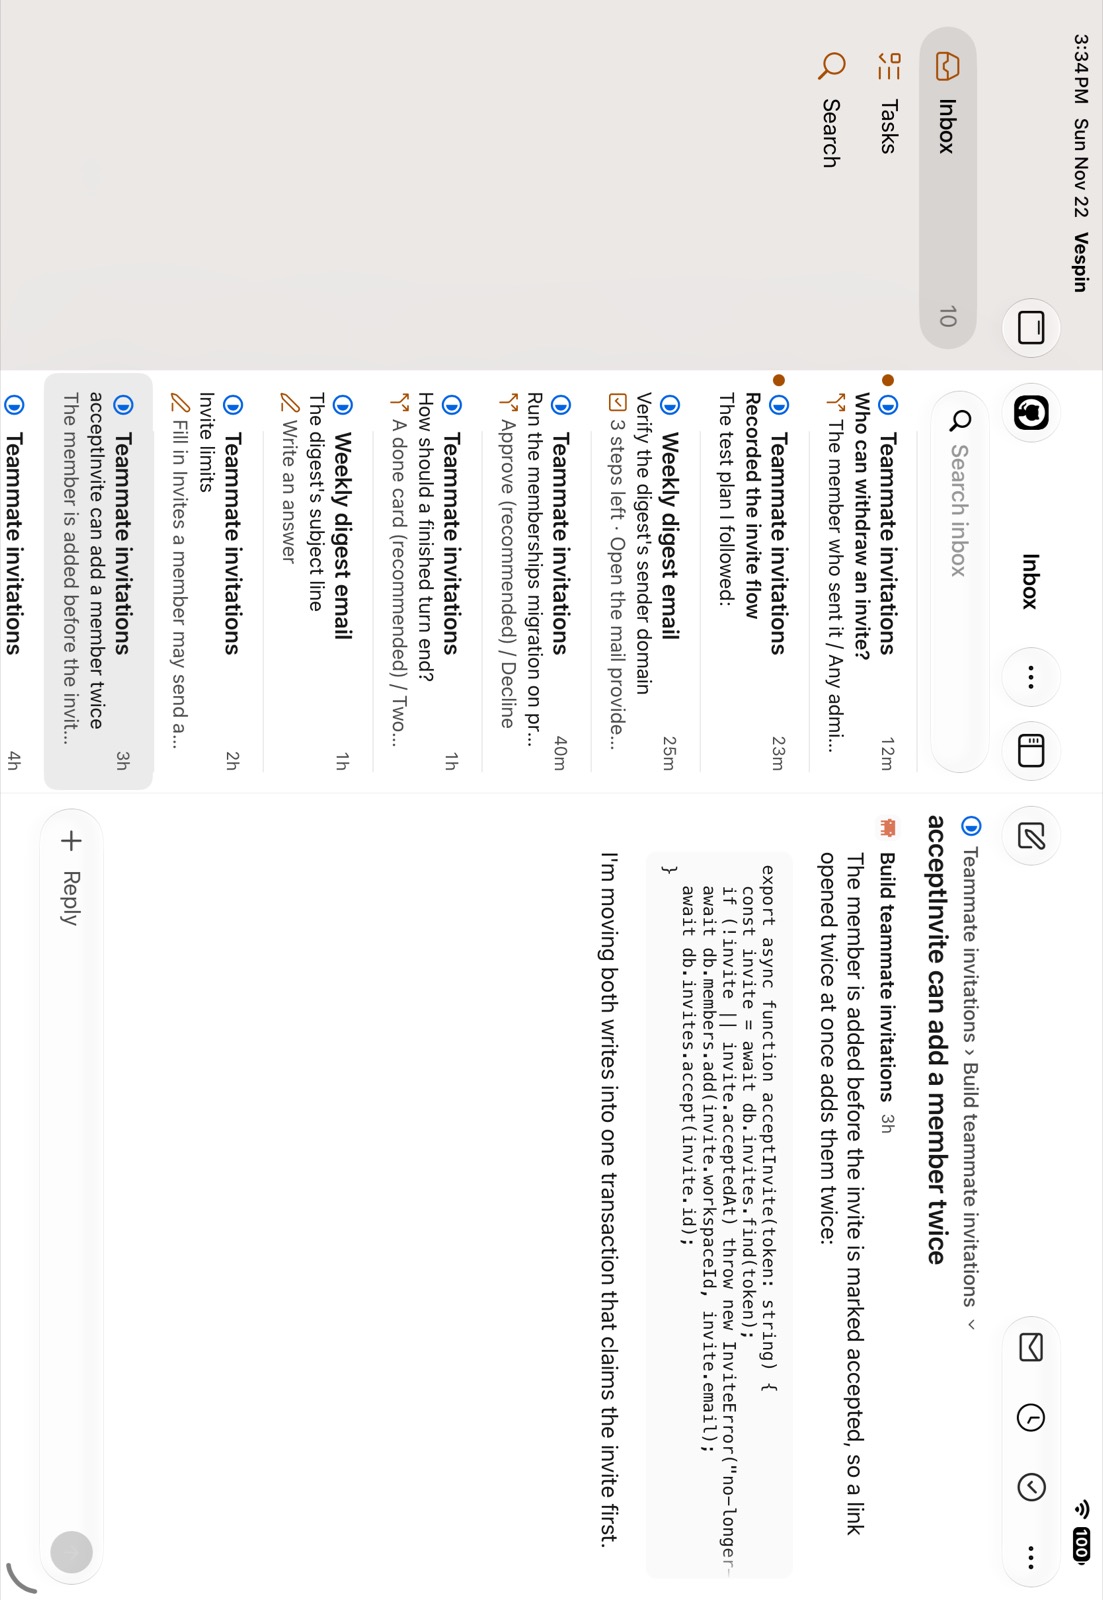 3:34 PM Sun Nov 22 Vespin
100
Inbox 10
Tasks
Search
Inbox
Search inbox
Teammate invitations 12m
Who can withdraw an invite?
The member who sent it / Any admi...
Teammate invitations 23m
Recorded the invite flow
The test plan I followed:
Weekly digest email 25m
Verify the digest's sender domain
3 steps left · Open the mail provide...
Teammate invitations 40m
Run the memberships migration on pr...
Approve (recommended) / Decline
Teammate invitations 1h
How should a finished turn end?
A done card (recommended) / Two...
Weekly digest email 1h
The digest's subject line
Write an answer
Teammate invitations 2h
Invite limits
Fill in Invites a member may send a...
Teammate invitations 3h
acceptInvite can add a member twice
The member is added before the invit...
Teammate invitations 4h
Teammate invitations › Build teammate invitations
acceptInvite can add a member twice
Build teammate invitations 3h
The member is added before the invite is marked accepted, so a link
opened twice at once adds them twice:
export async function acceptInvite(token: string) {
  const invite = await db.invites.find(token);
  if (!invite || invite.acceptedAt) throw new InviteError("no-longer-
  await db.members.add(invite.workspaceId, invite.email);
  await db.invites.accept(invite.id);
}
I'm moving both writes into one transaction that claims the invite first.
Reply